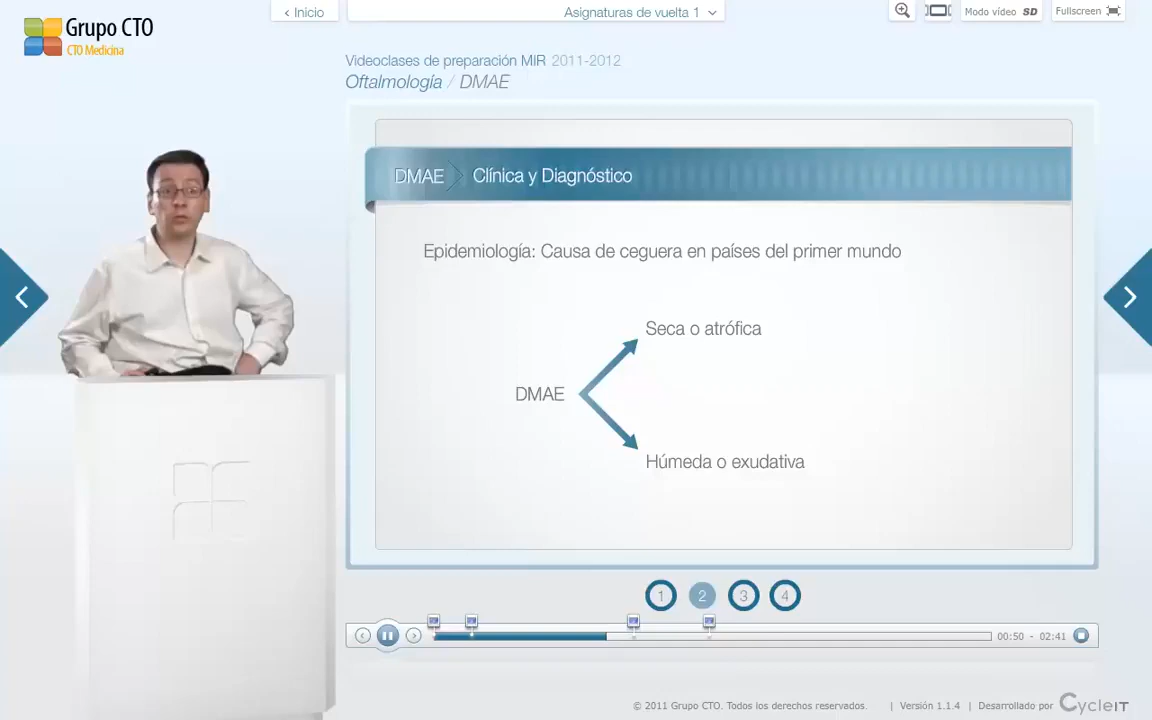 Grupo CTO
CTO Medicina
‹ Inicio
Asignaturas de vuelta 1
Modo vídeo SD
Fullscreen
Videoclases de preparación MIR 2011-2012
Oftalmología / DMAE
DMAE Clínica y Diagnóstico
Epidemiología: Causa de ceguera en países del primer mundo
Seca o atrófica
DMAE
Húmeda o exudativa
1 2 3 4
00:50 - 02:41
© 2011 Grupo CTO. Todos los derechos reservados. | Versión 1.1.4 | Desarrollado por CycleIT